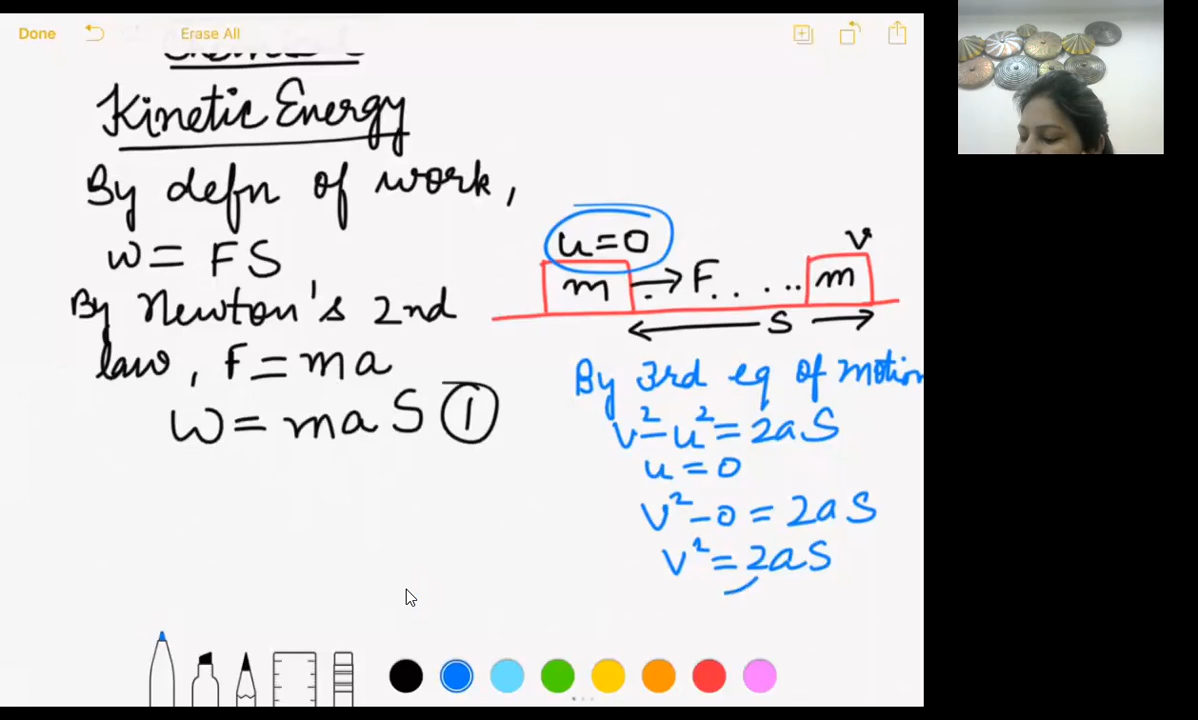 Done
Erase All
Kinetic Energy
By defn of work,
w = FS
By Newton's 2nd
law, F = ma
W = maS ①
u=0
v
m → F.....
m
S
By 3rd eq of motion
v²-u² = 2aS
u = 0
v²-0 = 2aS
v² = 2aS